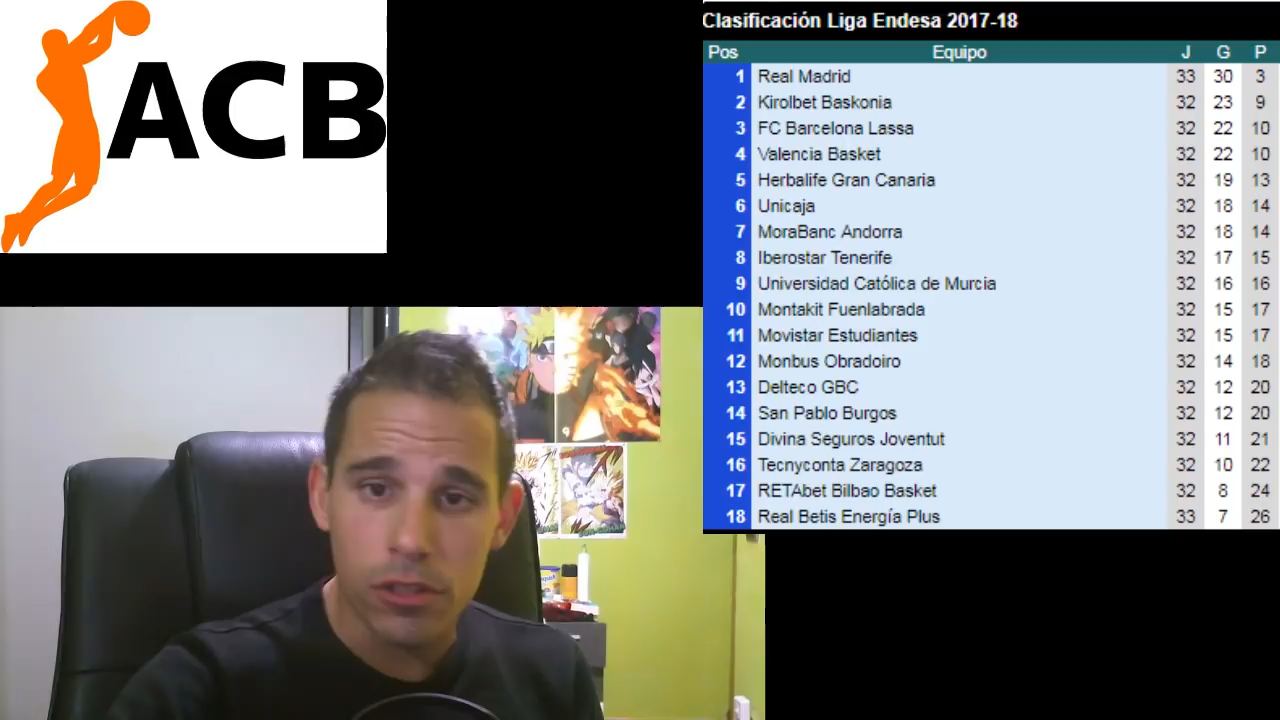 ACB
Clasificación Liga Endesa 2017-18
Pos Equipo J G P
1 Real Madrid 33 30 3
2 Kirolbet Baskonia 32 23 9
3 FC Barcelona Lassa 32 22 10
4 Valencia Basket 32 22 10
5 Herbalife Gran Canaria 32 19 13
6 Unicaja 32 18 14
7 MoraBanc Andorra 32 18 14
8 Iberostar Tenerife 32 17 15
9 Universidad Católica de Murcia 32 16 16
10 Montakit Fuenlabrada 32 15 17
11 Movistar Estudiantes 32 15 17
12 Monbus Obradoiro 32 14 18
13 Delteco GBC 32 12 20
14 San Pablo Burgos 32 12 20
15 Divina Seguros Joventut 32 11 21
16 Tecnyconta Zaragoza 32 10 22
17 RETAbet Bilbao Basket 32 8 24
18 Real Betis Energía Plus 33 7 26